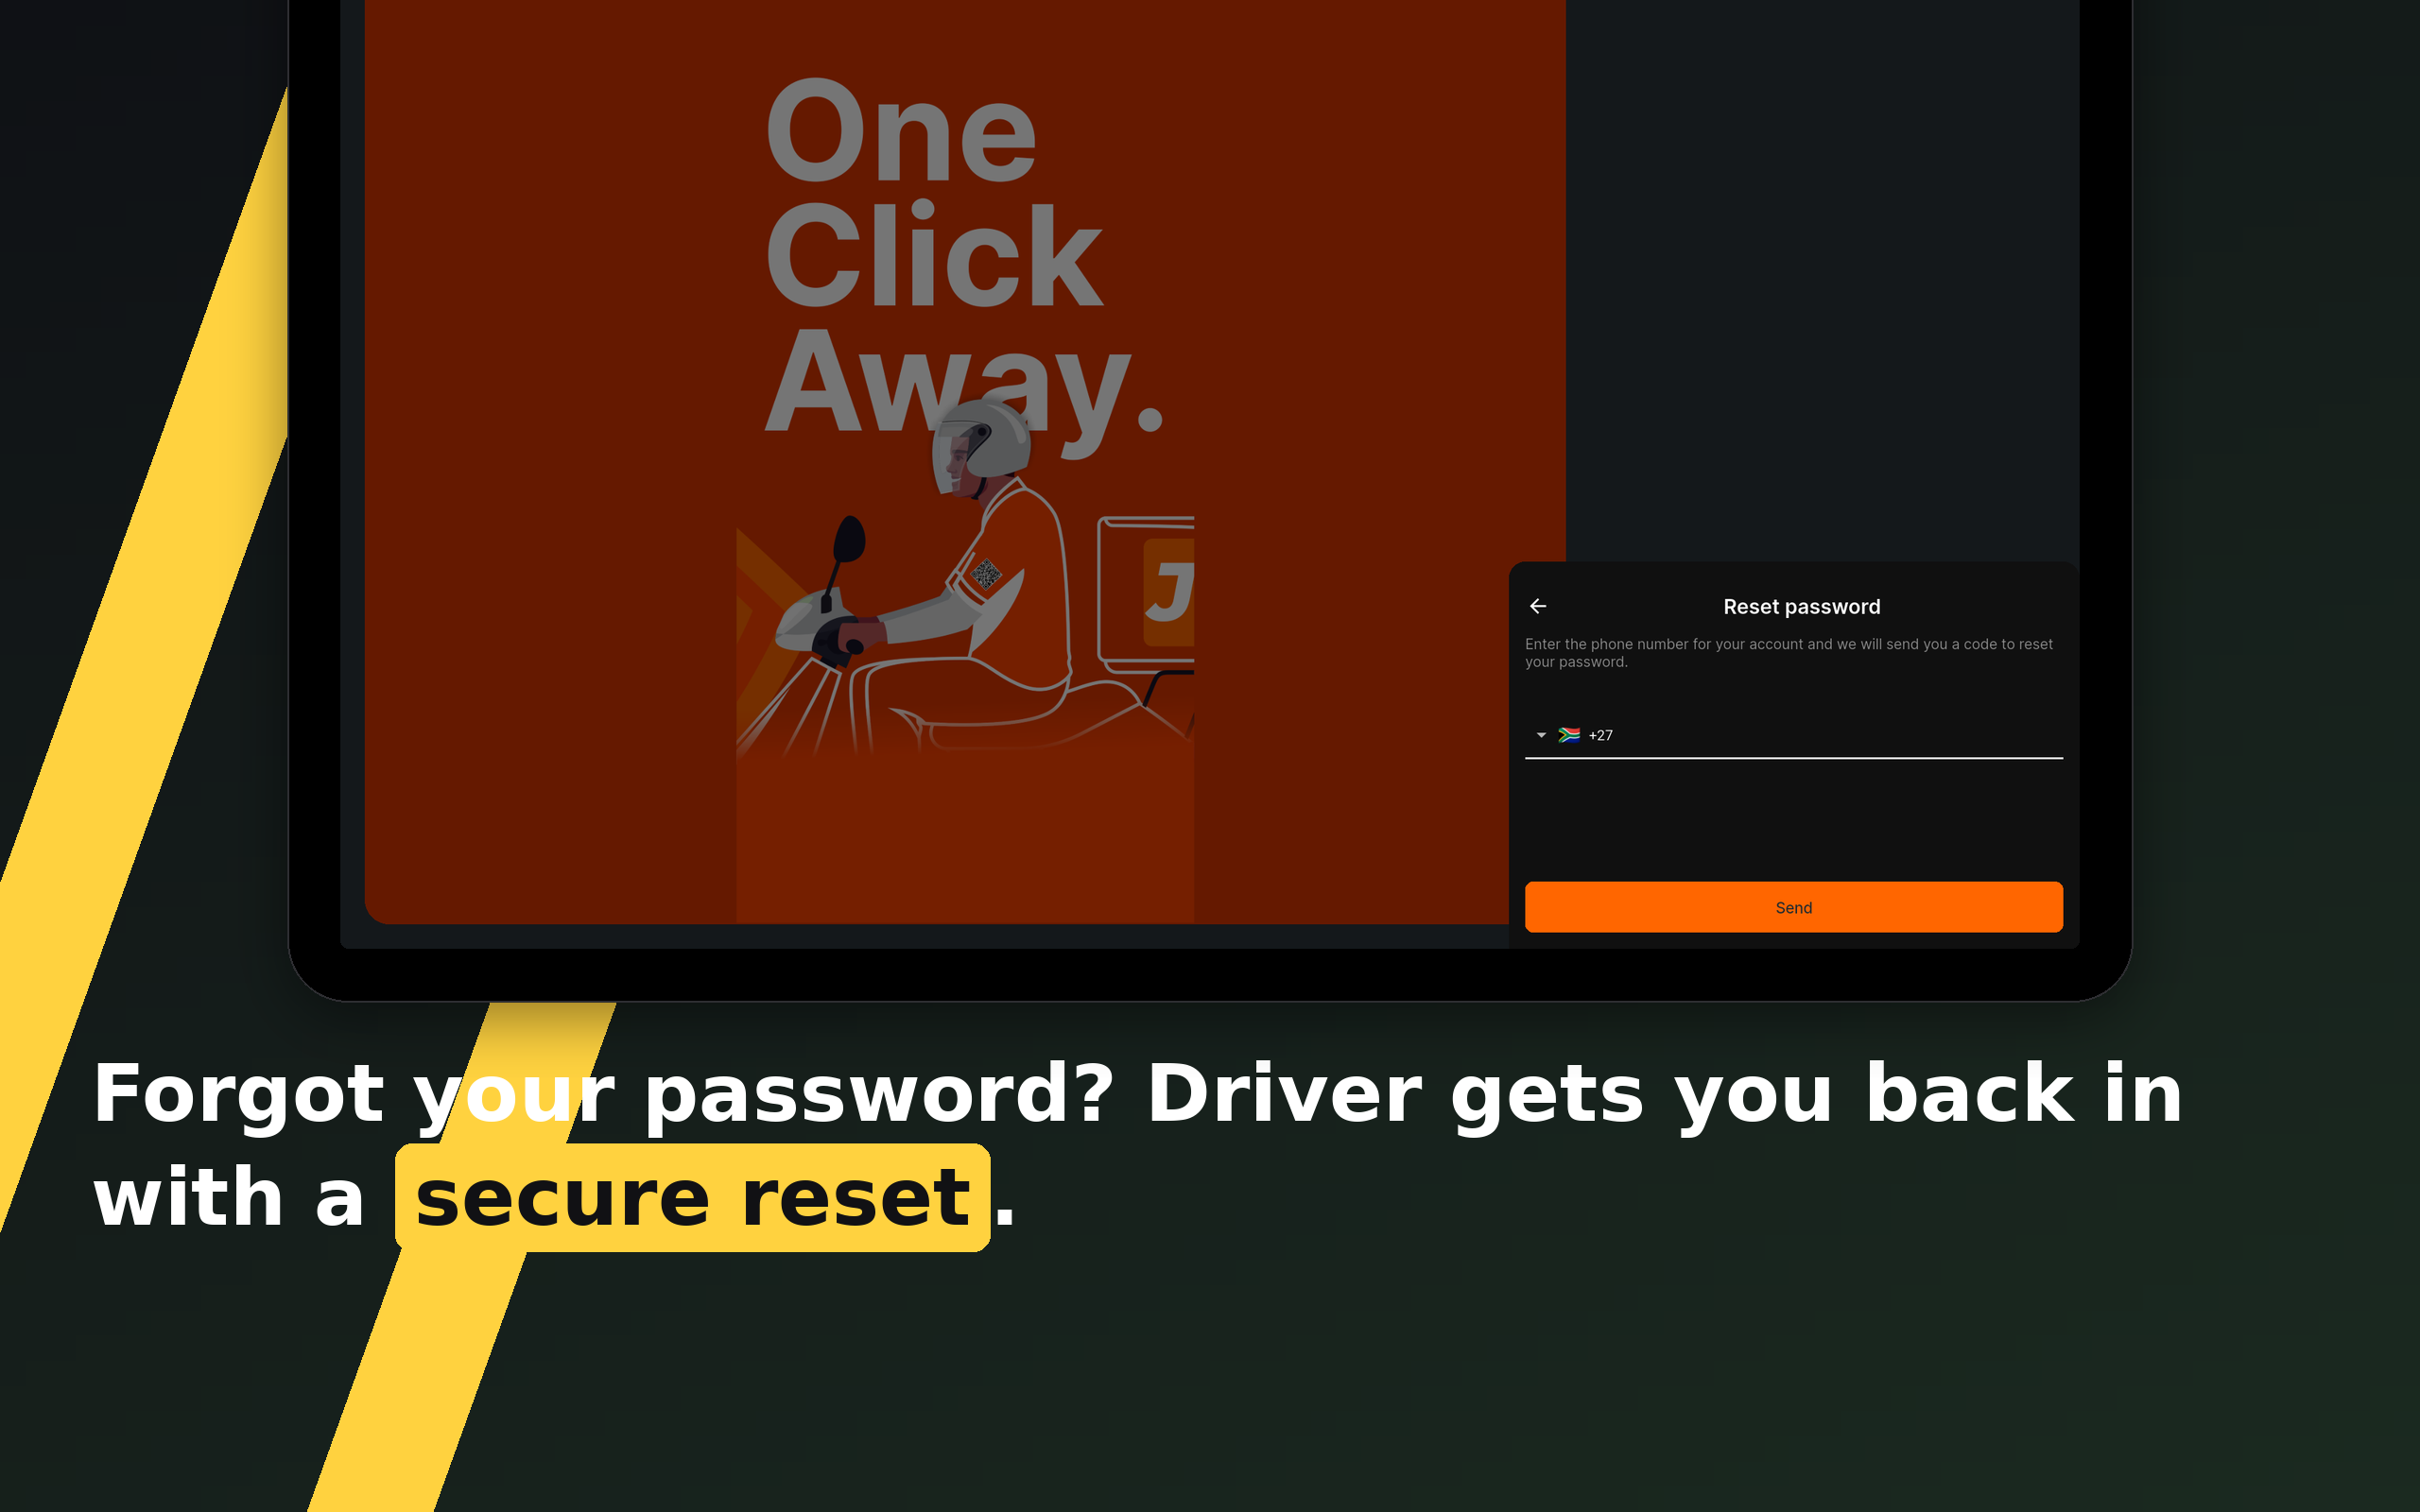 One
Click
Away.
J
Reset password
Enter the phone number for your account and we will send you a code to reset
your password.
+27
Send
Forgot your password? Driver gets you back in
with a secure reset.